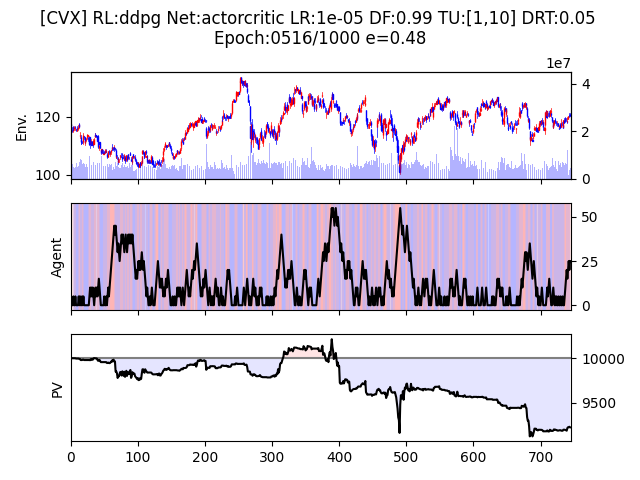 [CVX] RL:ddpg Net:actorcritic LR:1e-05 DF:0.99 TU:[1,10] DRT:0.05
Epoch:0516/1000 e=0.48
1e7
Env.
120
100
4
2
0
Agent
50
25
0
PV
10000
9500
0 100 200 300 400 500 600 700